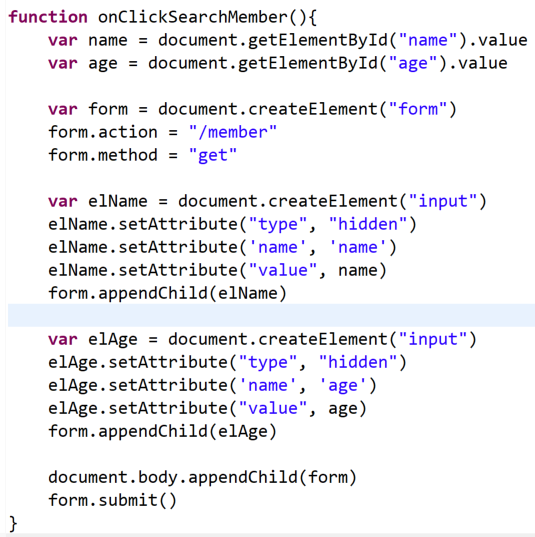 function onClickSearchMember(){
    var name = document.getElementById("name").value
    var age = document.getElementById("age").value

    var form = document.createElement("form")
    form.action = "/member"
    form.method = "get"

    var elName = document.createElement("input")
    elName.setAttribute("type", "hidden")
    elName.setAttribute('name', 'name')
    elName.setAttribute("value", name)
    form.appendChild(elName)

    var elAge = document.createElement("input")
    elAge.setAttribute("type", "hidden")
    elAge.setAttribute('name', 'age')
    elAge.setAttribute("value", age)
    form.appendChild(elAge)

    document.body.appendChild(form)
    form.submit()
}